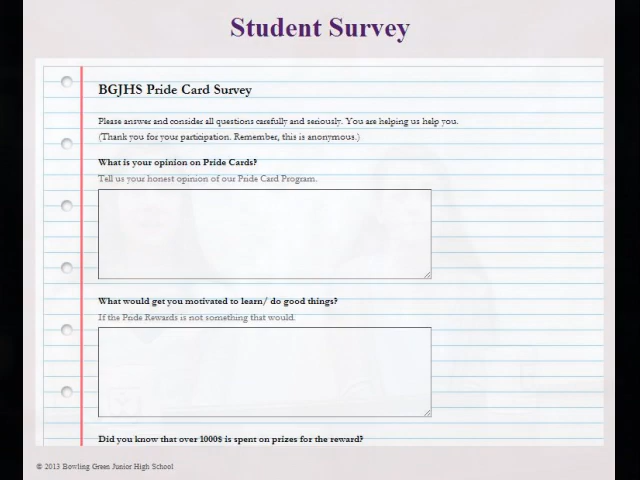 Student Survey
BGJHS Pride Card Survey
Please answer and consider all questions carefully and seriously. You are helping us help you.
(Thank you for your participation. Remember, this is anonymous.)
What is your opinion on Pride Cards?
Tell us your honest opinion of our Pride Card Program.
What would get you motivated to learn/ do good things?
If the Pride Rewards is not something that would.
Did you know that over 1000$ is spent on prizes for the reward?
© 2013 Bowling Green Junior High School